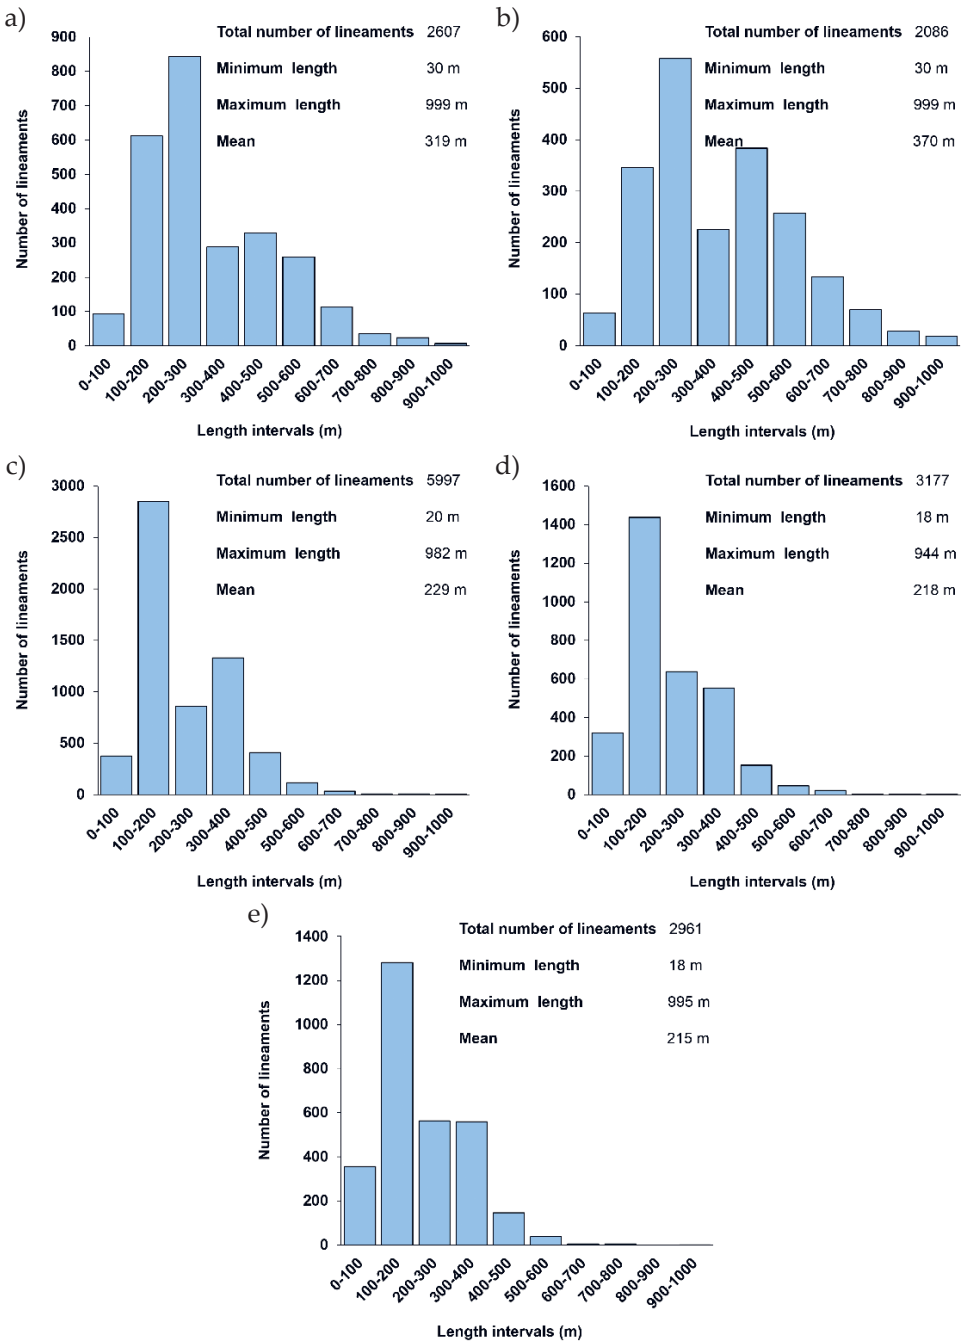 a)
Total number of lineaments 2607
Minimum length 30 m
Maximum length 999 m
Mean 319 m
Number of lineaments
900
800
700
600
500
400
300
200
100
0
0-100 100-200 200-300 300-400 400-500 500-600 600-700 700-800 800-900 900-1000
Length intervals (m)
b)
Total number of lineaments 2086
Minimum length 30 m
Maximum length 999 m
Mean 370 m
Number of lineaments
600
500
400
300
200
100
0
0-100 100-200 200-300 300-400 400-500 500-600 600-700 700-800 800-900 900-1000
Length intervals (m)
c)
Total number of lineaments 5997
Minimum length 20 m
Maximum length 982 m
Mean 229 m
Number of lineaments
3000
2500
2000
1500
1000
500
0
0-100 100-200 200-300 300-400 400-500 500-600 600-700 700-800 800-900 900-1000
Length intervals (m)
d)
Total number of lineaments 3177
Minimum length 18 m
Maximum length 944 m
Mean 218 m
Number of lineaments
1600
1400
1200
1000
800
600
400
200
0
0-100 100-200 200-300 300-400 400-500 500-600 600-700 700-800 800-900 900-1000
Length intervals (m)
e)
Total number of lineaments 2961
Minimum length 18 m
Maximum length 995 m
Mean 215 m
Number of lineaments
1400
1200
1000
800
600
400
200
0
0-100 100-200 200-300 300-400 400-500 500-600 600-700 700-800 800-900 900-1000
Length intervals (m)